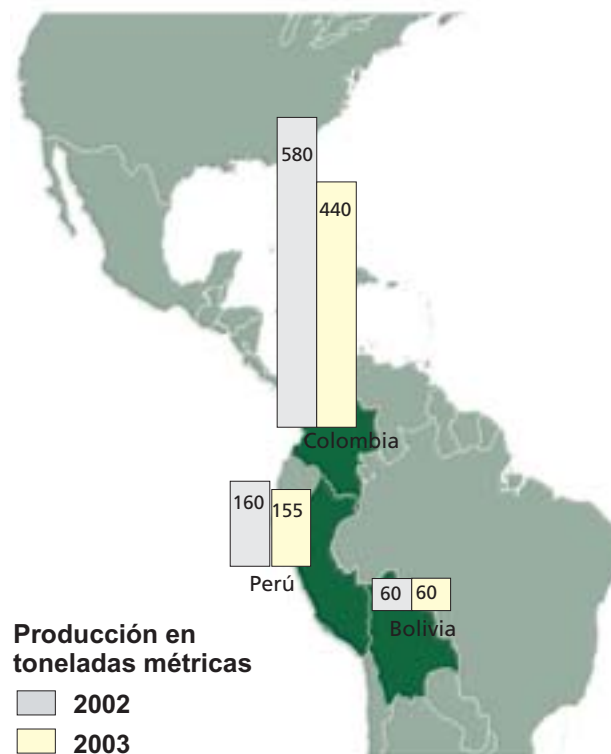 580
440
Colombia
160
155
Perú
60
60
Bolivia
Producción en
toneladas métricas
2002
2003